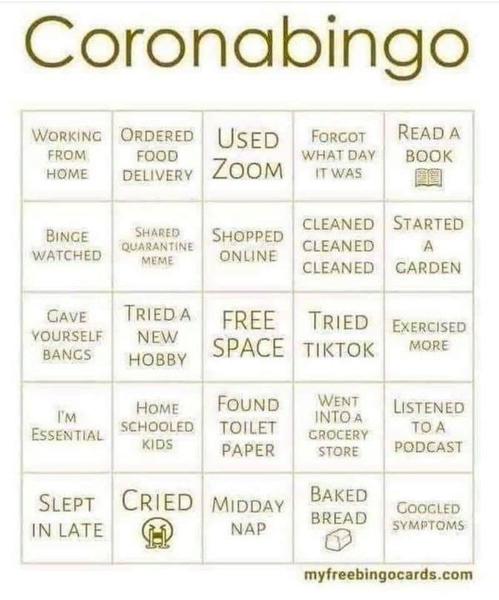 Coronabingo
WORKING FROM HOME
ORDERED FOOD DELIVERY
USED ZOOM
FORGOT WHAT DAY IT WAS
READ A BOOK
BINGE WATCHED
SHARED QUARANTINE MEME
SHOPPED ONLINE
CLEANED CLEANED CLEANED
STARTED A GARDEN
GAVE YOURSELF BANGS
TRIED A NEW HOBBY
FREE SPACE
TRIED TIKTOK
EXERCISED MORE
I'M ESSENTIAL
HOME SCHOOLED KIDS
FOUND TOILET PAPER
WENT INTO A GROCERY STORE
LISTENED TO A PODCAST
SLEPT IN LATE
CRIED
MIDDAY NAP
BAKED BREAD
GOOGLED SYMPTOMS
myfreebingocards.com